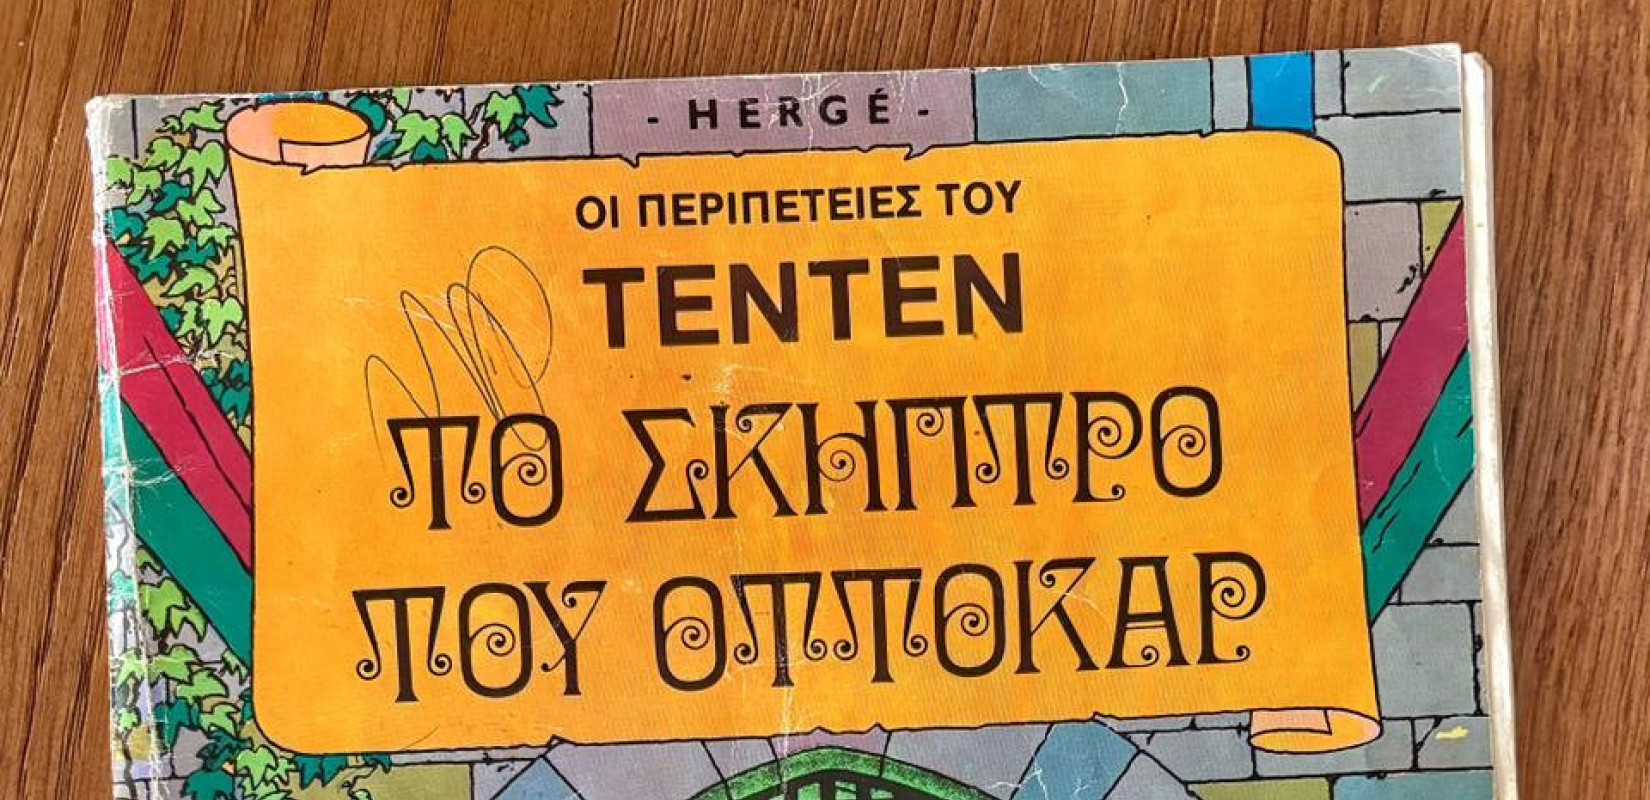 - HERGÉ -
ΟΙ ΠΕΡΙΠΕΤΕΙΕΣ ΤΟΥ
ΤΕΝΤΕΝ
ΤΟ ΣΚΗΠΤΡΟ
ΤΟΥ ΟΤΤΟΚΑΡ